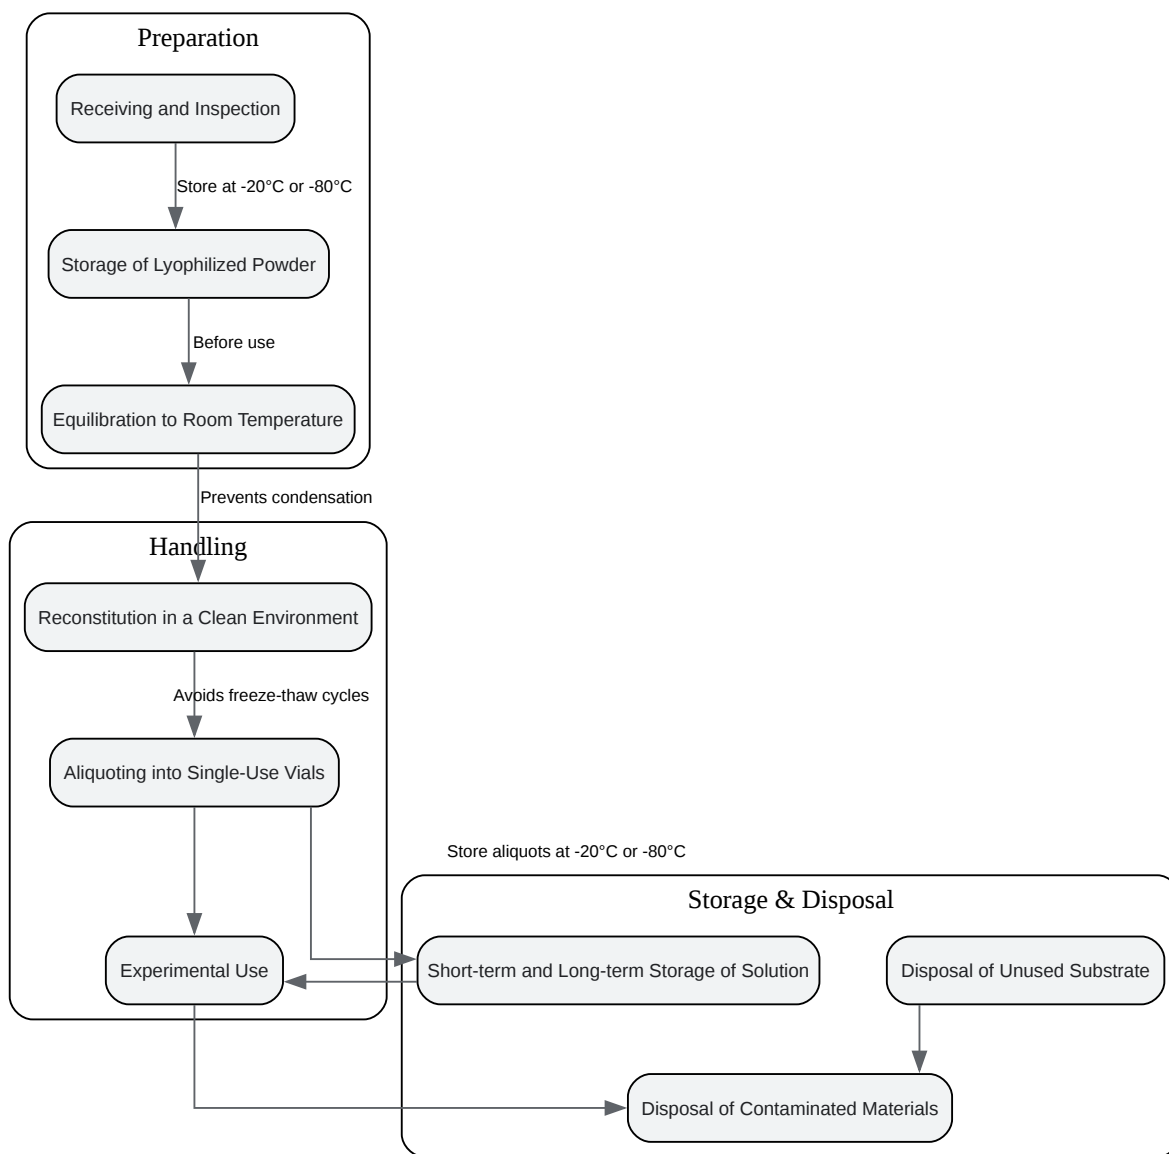 Preparation
Receiving and Inspection
Store at -20°C or -80°C
Storage of Lyophilized Powder
Before use
Equilibration to Room Temperature
Prevents condensation
Handling
Reconstitution in a Clean Environment
Avoids freeze-thaw cycles
Aliquoting into Single-Use Vials
Store aliquots at -20°C or -80°C
Storage & Disposal
Experimental Use
Short-term and Long-term Storage of Solution
Disposal of Unused Substrate
Disposal of Contaminated Materials